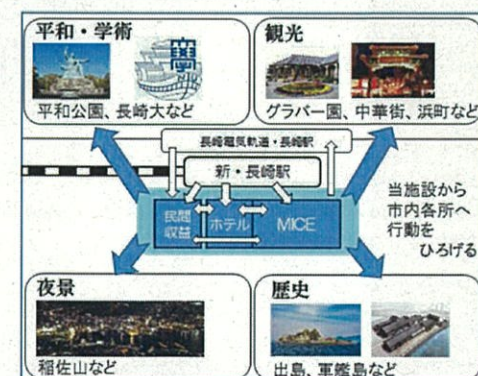 平和・学術
平和公園、長崎大など
観光
グラバー園、中華街、浜町など
長崎電気軌道・長崎駅
新・長崎駅
民間
収益
ホテル
MICE
当施設から
市内各所へ
行動を
ひろげる
夜景
稲佐山など
歴史
出島、軍艦島など